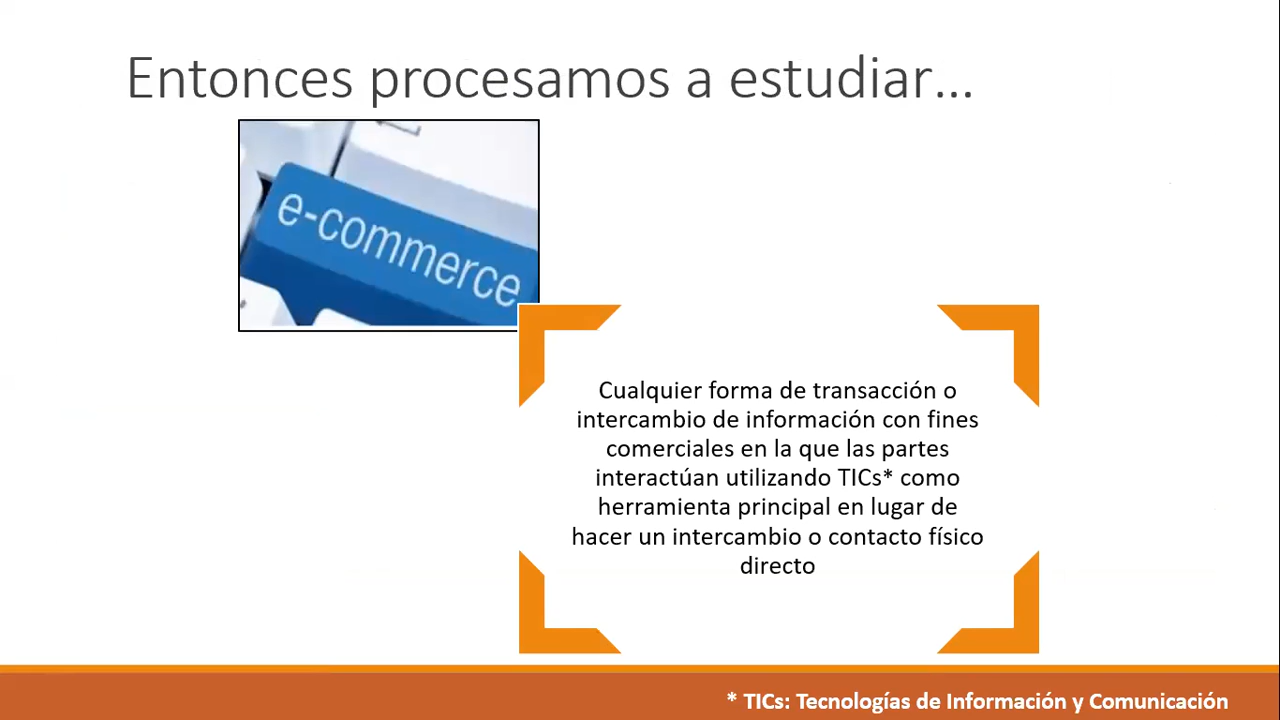 Entonces procesamos a estudiar...
e-commerce
Cualquier forma de transacción o
intercambio de información con fines
comerciales en la que las partes
interactúan utilizando TICs* como
herramienta principal en lugar de
hacer un intercambio o contacto físico
directo
* TICs: Tecnologías de Información y Comunicación